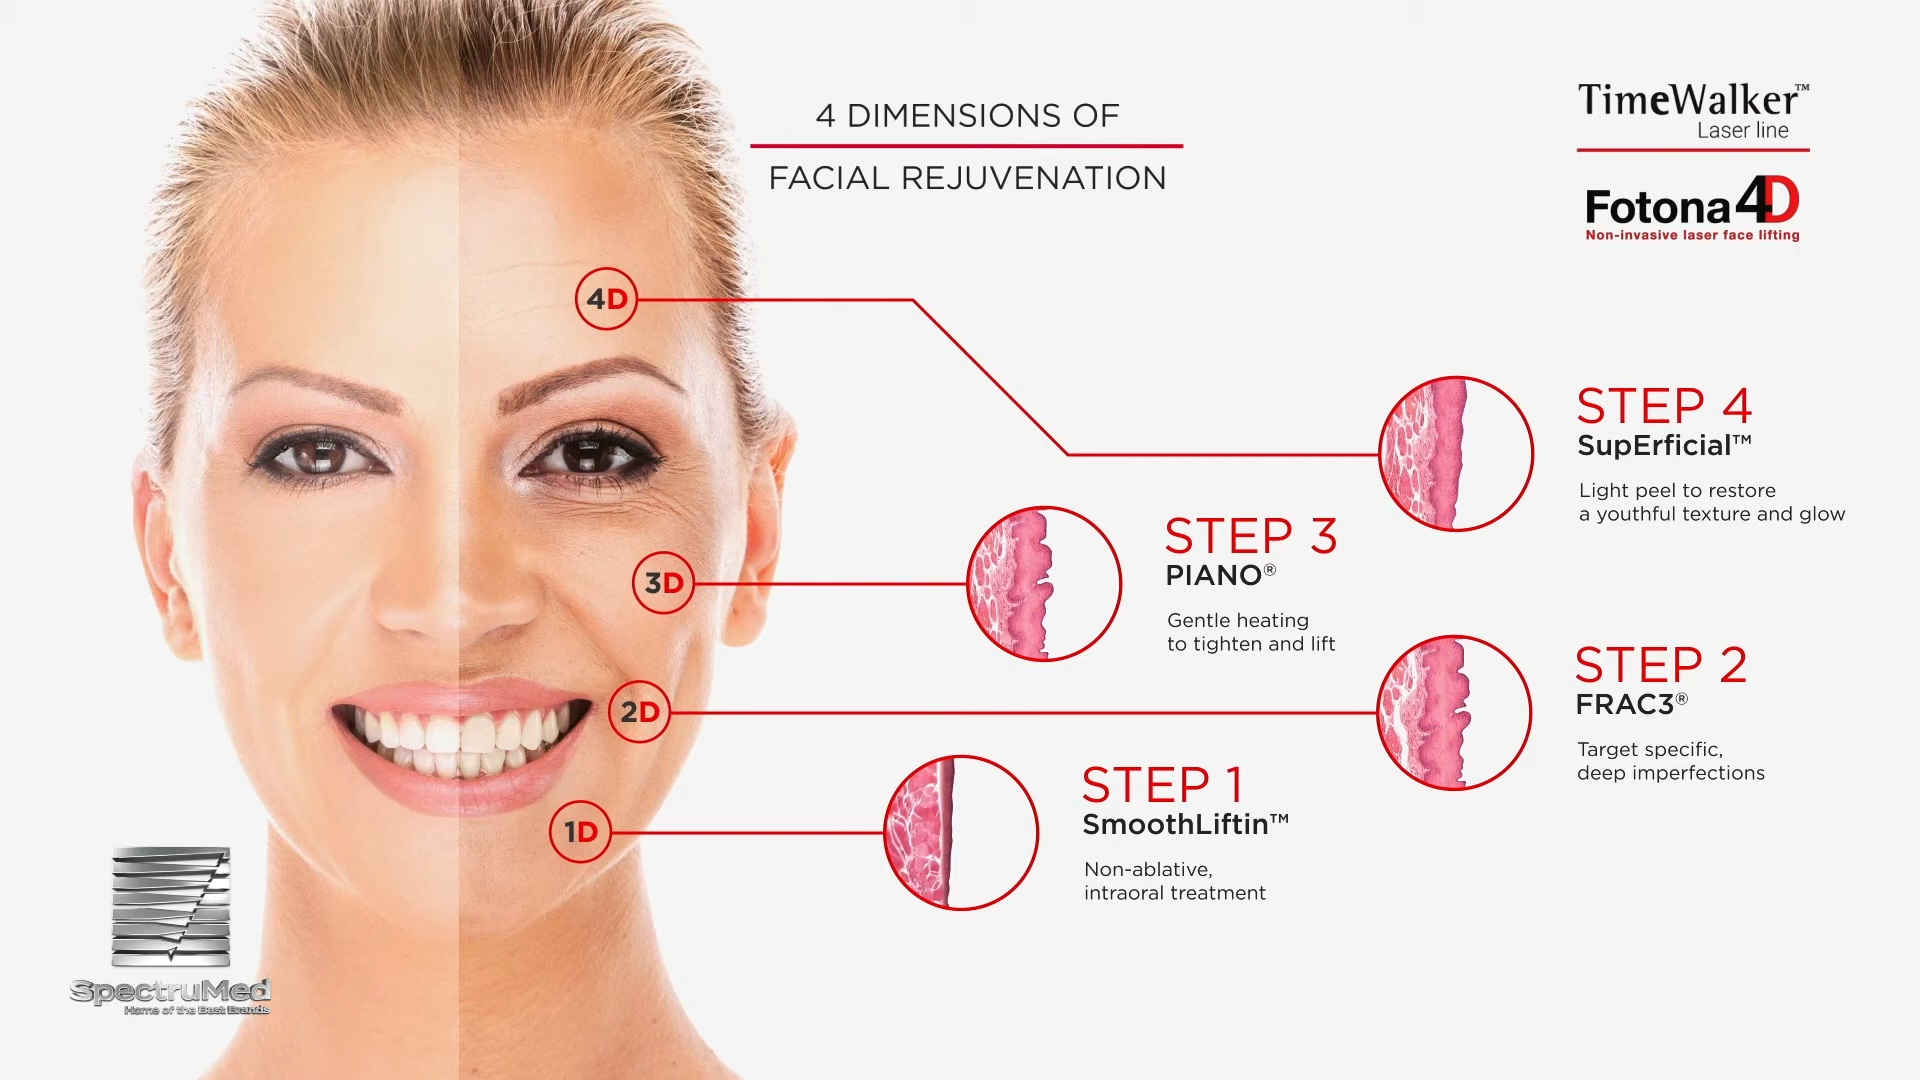 4 DIMENSIONS OF
FACIAL REJUVENATION
TimeWalker™
Laser line
Fotona4D
Non-invasive laser face lifting
4D
STEP 4
SupErficial™
Light peel to restore
a youthful texture and glow
3D
STEP 3
PIANO®
Gentle heating
to tighten and lift
2D
STEP 2
FRAC3®
Target specific,
deep imperfections
1D
STEP 1
SmoothLiftin™
Non-ablative,
intraoral treatment
SpectruMed
Home of the Best Brands